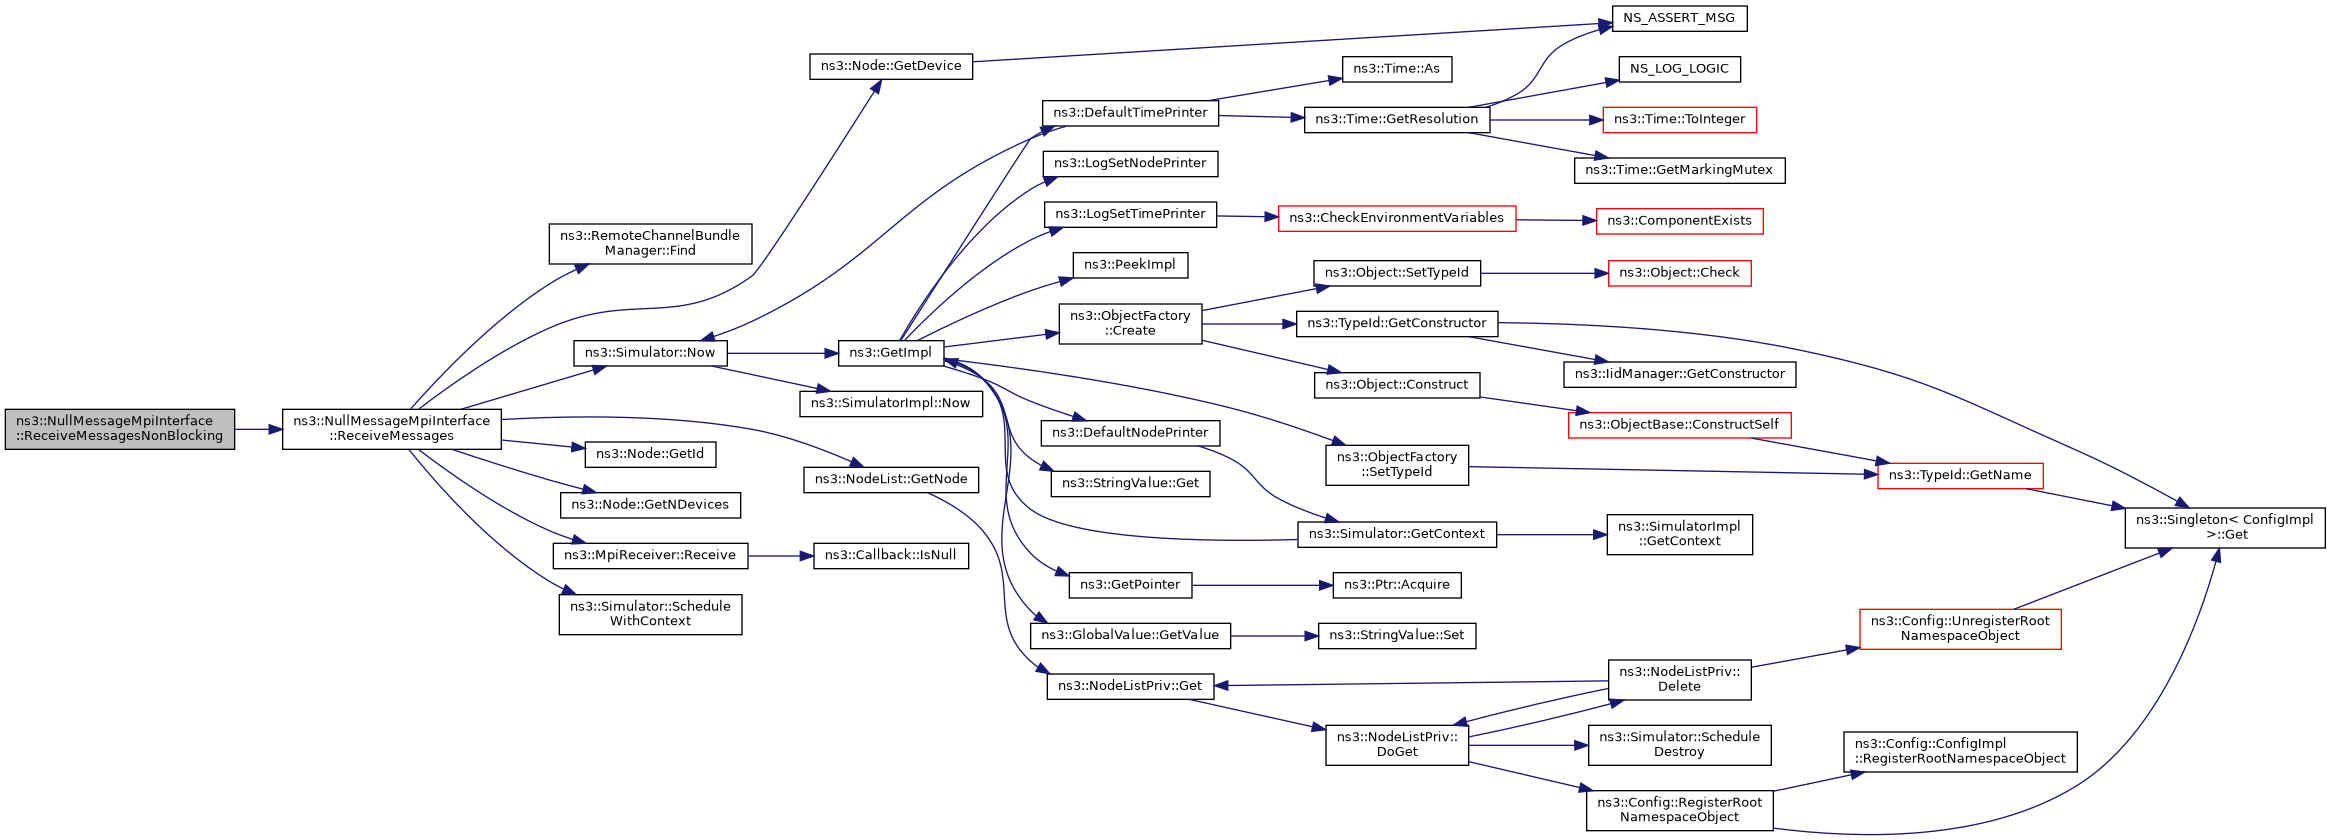 ns3::NullMessageMpiInterface
::ReceiveMessagesNonBlocking
ns3::NullMessageMpiInterface
::ReceiveMessages
ns3::RemoteChannelBundle
Manager::Find
ns3::Simulator::Now
ns3::Node::GetId
ns3::Node::GetNDevices
ns3::MpiReceiver::Receive
ns3::Simulator::Schedule
WithContext
ns3::Node::GetDevice
ns3::GetImpl
ns3::SimulatorImpl::Now
ns3::NodeList::GetNode
ns3::Callback::IsNull
ns3::DefaultTimePrinter
ns3::LogSetNodePrinter
ns3::LogSetTimePrinter
ns3::PeekImpl
ns3::ObjectFactory
::Create
ns3::DefaultNodePrinter
ns3::StringValue::Get
ns3::GetPointer
ns3::GlobalValue::GetValue
ns3::NodeListPriv::Get
ns3::Time::As
ns3::Time::GetResolution
ns3::CheckEnvironmentVariables
ns3::Object::SetTypeId
ns3::TypeId::GetConstructor
ns3::Object::Construct
ns3::ObjectFactory
::SetTypeId
ns3::Simulator::GetContext
ns3::Ptr::Acquire
ns3::StringValue::Set
ns3::NodeListPriv::
DoGet
NS_ASSERT_MSG
NS_LOG_LOGIC
ns3::Time::ToInteger
ns3::Time::GetMarkingMutex
ns3::ComponentExists
ns3::Object::Check
ns3::IidManager::GetConstructor
ns3::ObjectBase::ConstructSelf
ns3::SimulatorImpl
::GetContext
ns3::NodeListPriv::
Delete
ns3::Simulator::Schedule
Destroy
ns3::Config::RegisterRoot
NamespaceObject
ns3::TypeId::GetName
ns3::Config::UnregisterRoot
NamespaceObject
ns3::Config::ConfigImpl
::RegisterRootNamespaceObject
ns3::Singleton< ConfigImpl
>::Get